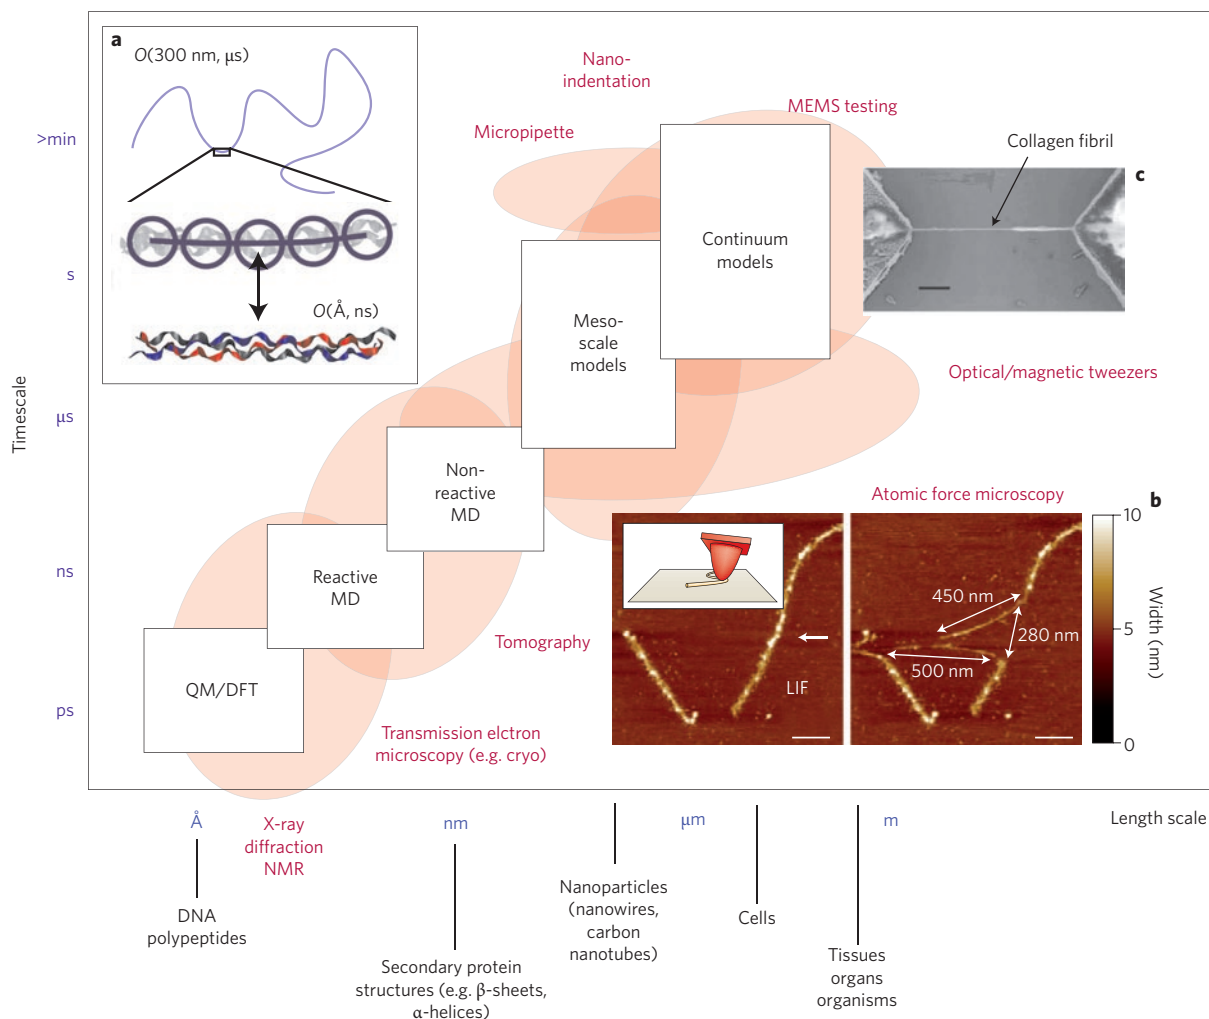 a
O(300 nm, µs)
O(Å, ns)
Nano-
indentation
MEMS testing
Micropipette
Collagen fibril
c
Continuum
models
Meso-
scale
models
Optical/magnetic tweezers
Non-
reactive
MD
Reactive
MD
QM/DFT
Tomography
Transmission elctron
microscopy (e.g. cryo)
Atomic force microscopy
b
450 nm
280 nm
500 nm
LIF
10
5
0
Width (nm)
Timescale
>min
s
µs
ns
ps
Å
nm
µm
m
Length scale
X-ray
diffraction
NMR
DNA
polypeptides
Secondary protein
structures (e.g. β-sheets,
α-helices)
Nanoparticles
(nanowires,
carbon
nanotubes)
Cells
Tissues
organs
organisms